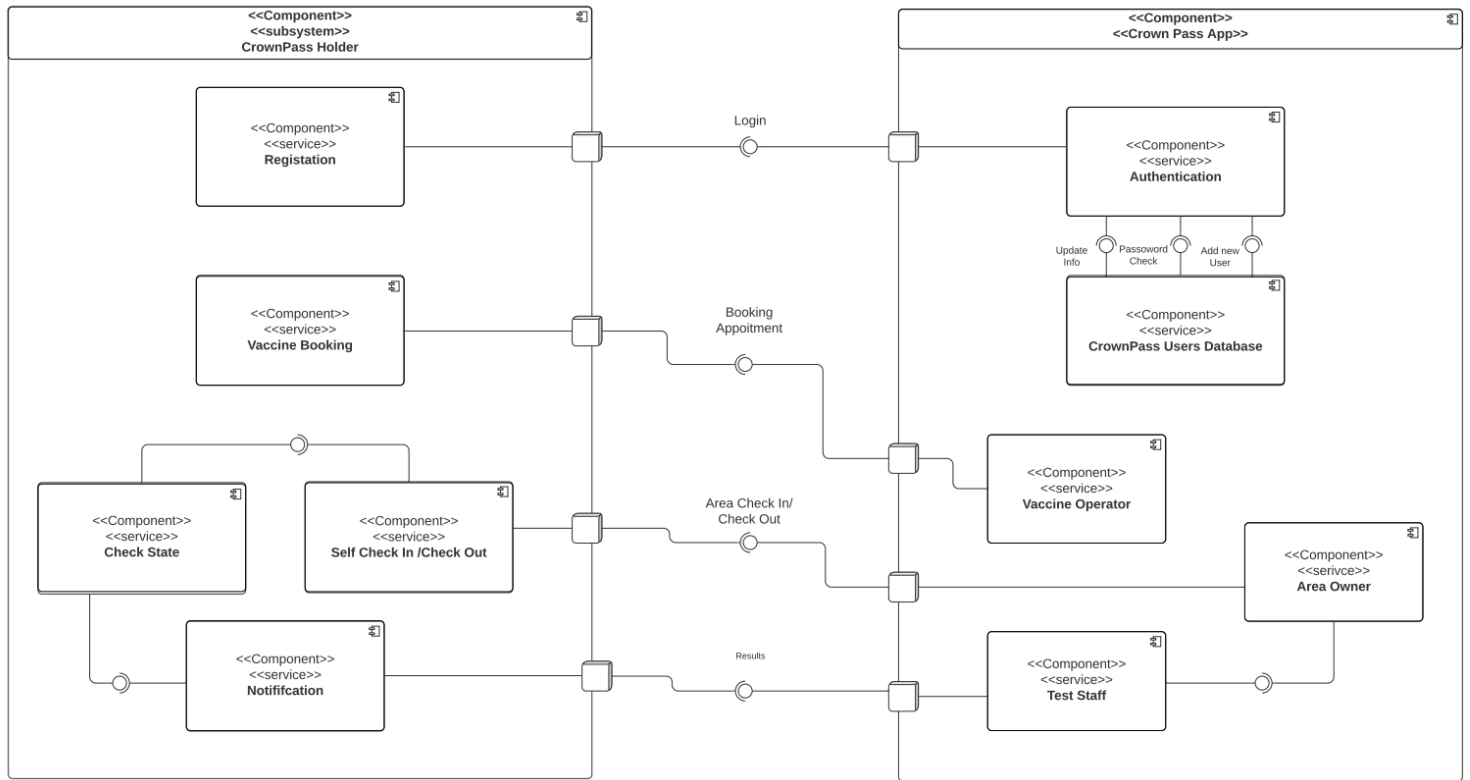 <<Component>>
<<subsystem>>
CrownPass Holder
<<Component>>
<<Crown Pass App>>
<<Component>>
<<service>>
Registation
Login
<<Component>>
<<service>>
Authentication
Update
Info
Passoword
Check
Add new
User
<<Component>>
<<service>>
Vaccine Booking
Booking
Appoitment
<<Component>>
<<service>>
CrownPass Users Database
<<Component>>
<<service>>
Check State
<<Component>>
<<service>>
Self Check In /Check Out
Area Check In/
Check Out
<<Component>>
<<service>>
Vaccine Operator
<<Component>>
<<serivce>>
Area Owner
<<Component>>
<<service>>
Notififcation
Results
<<Component>>
<<service>>
Test Staff